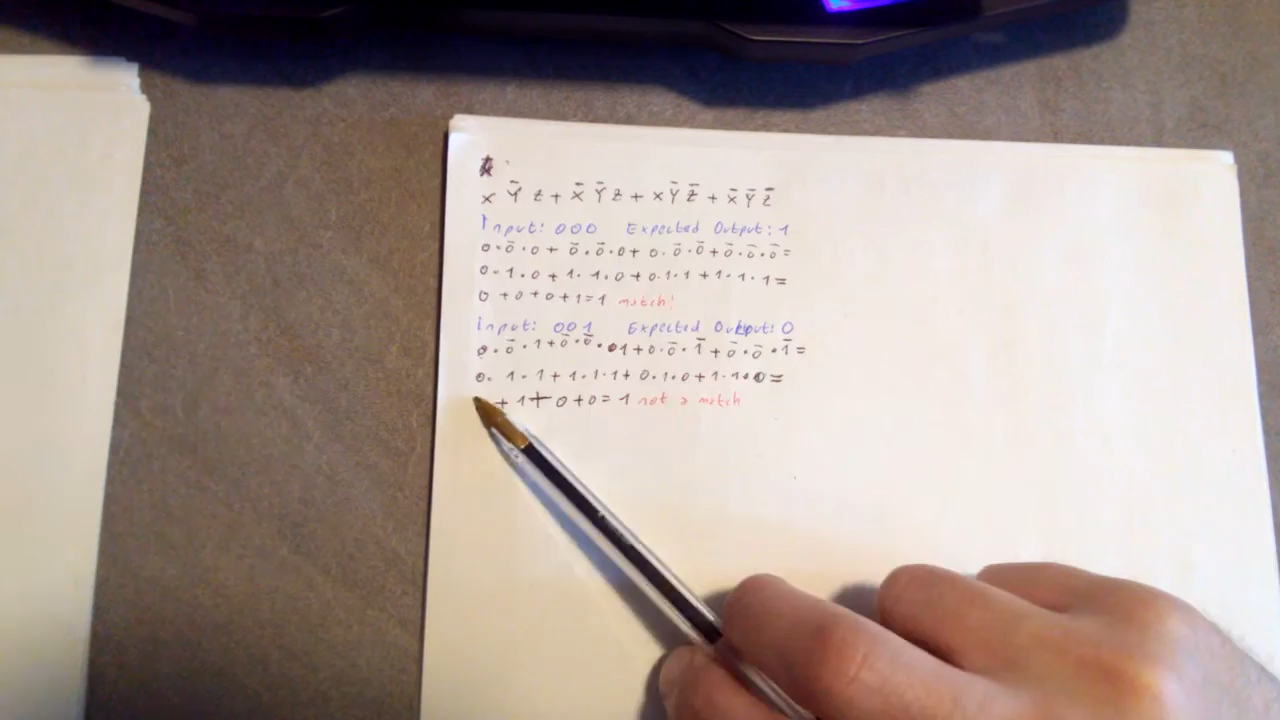 x ȳ z + x̄ ȳ z + x ȳ z̄ + x̄ ȳ z̄
Input: 000 Expected Output: 1
0·0̄·0 + 0̄·0̄·0 + 0·0̄·0̄ + 0̄·0̄·0̄ =
0·1·0 + 1·1·0 + 0·1·1 + 1·1·1 =
0 + 0 + 0 + 1 = 1 match!
Input: 001 Expected Output: 0
0·0̄·1 + 0̄·0̄·1 + 0·0̄·1̄ + 0̄·0̄·1̄ =
0·1·1 + 1·1·1 + 0·1·0 + 1·1·0 =
+ 1 + 0 + 0 = 1 not a match